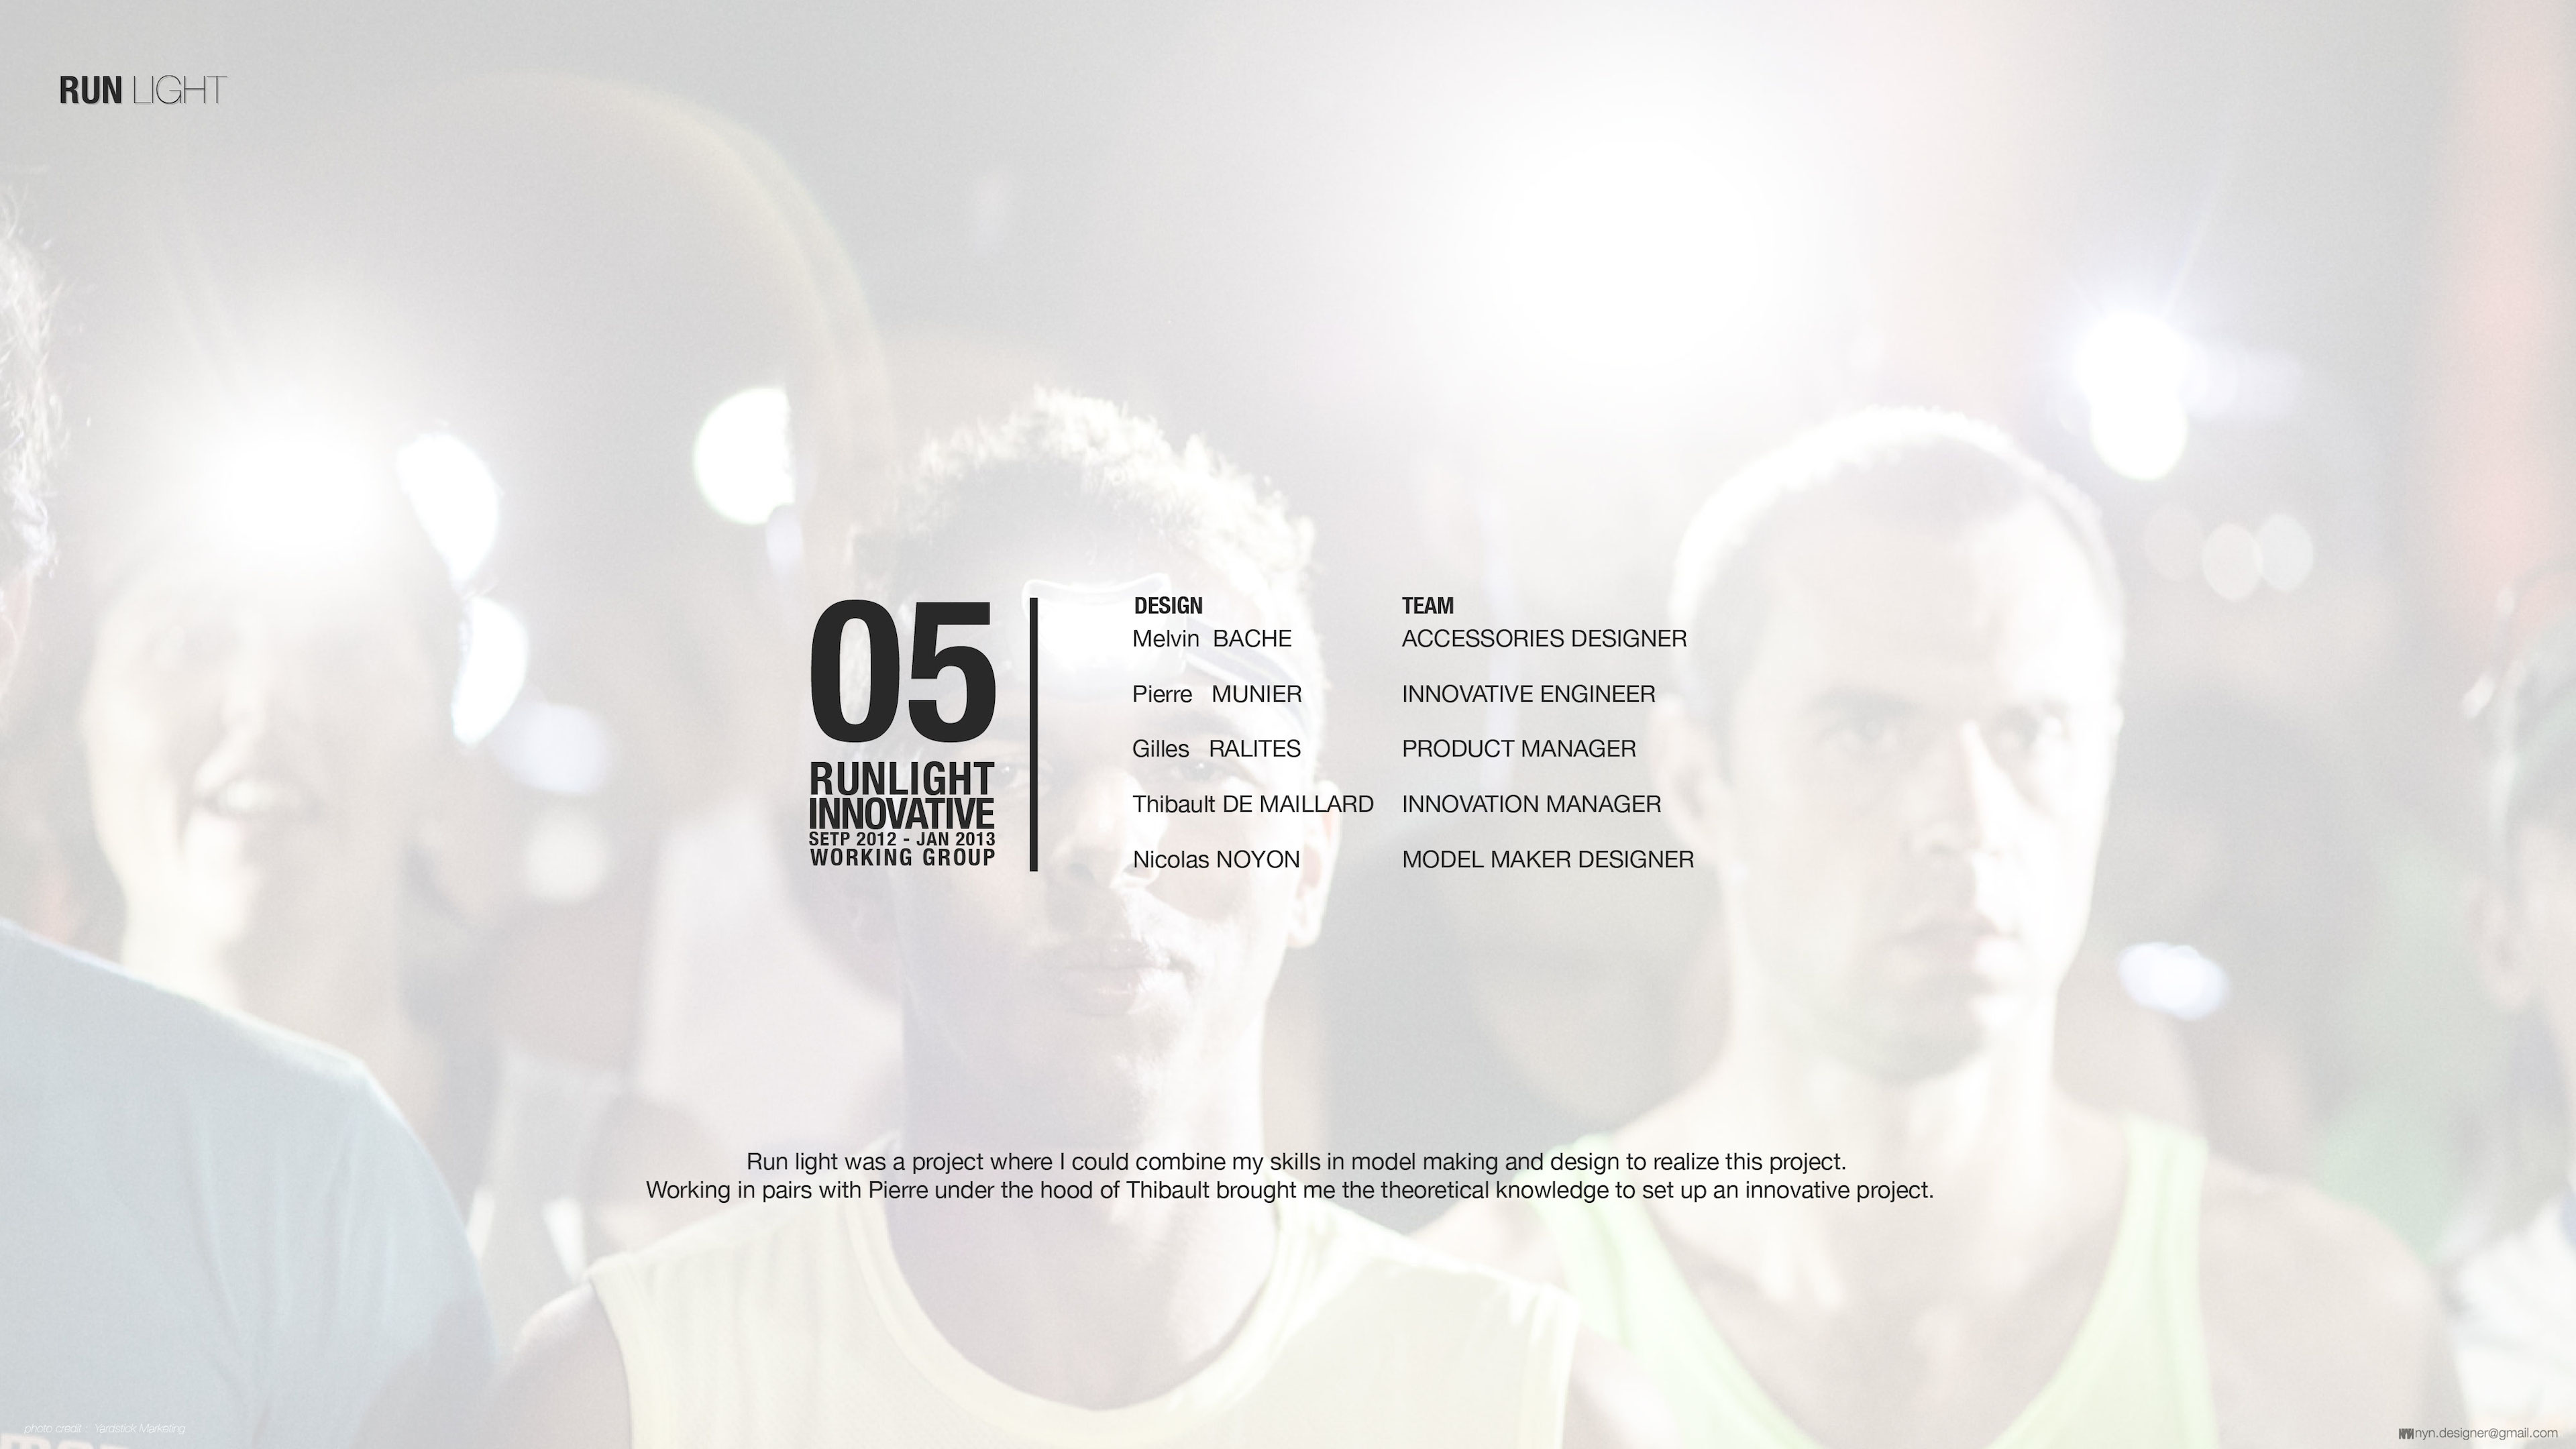 RUN LIGHT
05
RUNLIGHT
INNOVATIVE
SETP 2012 - JAN 2013
WORKING GROUP
DESIGN TEAM
Melvin BACHE ACCESSORIES DESIGNER
Pierre MUNIER INNOVATIVE ENGINEER
Gilles RALITES PRODUCT MANAGER
Thibault DE MAILLARD INNOVATION MANAGER
Nicolas NOYON MODEL MAKER DESIGNER
Run light was a project where I could combine my skills in model making and design to realize this project.
Working in pairs with Pierre under the hood of Thibault brought me the theoretical knowledge to set up an innovative project.
photo credit : Yardstick Marketing
nyn.designer@gmail.com